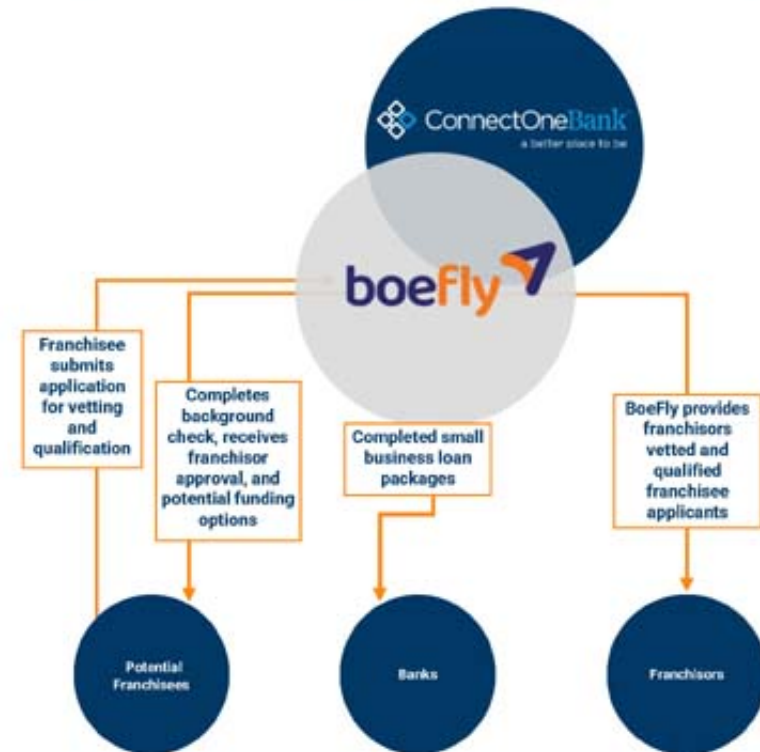 ConnectOneBank
a better place to be
boefly
Franchisee
submits
application
for vetting
and
qualification
Completes
background
check, receives
franchisor
approval, and
potential funding
options
Completed small
business loan
packages
BoeFly provides
franchisors
vetted and
qualified
franchisee
applicants
Potential
Franchisees
Banks
Franchisors